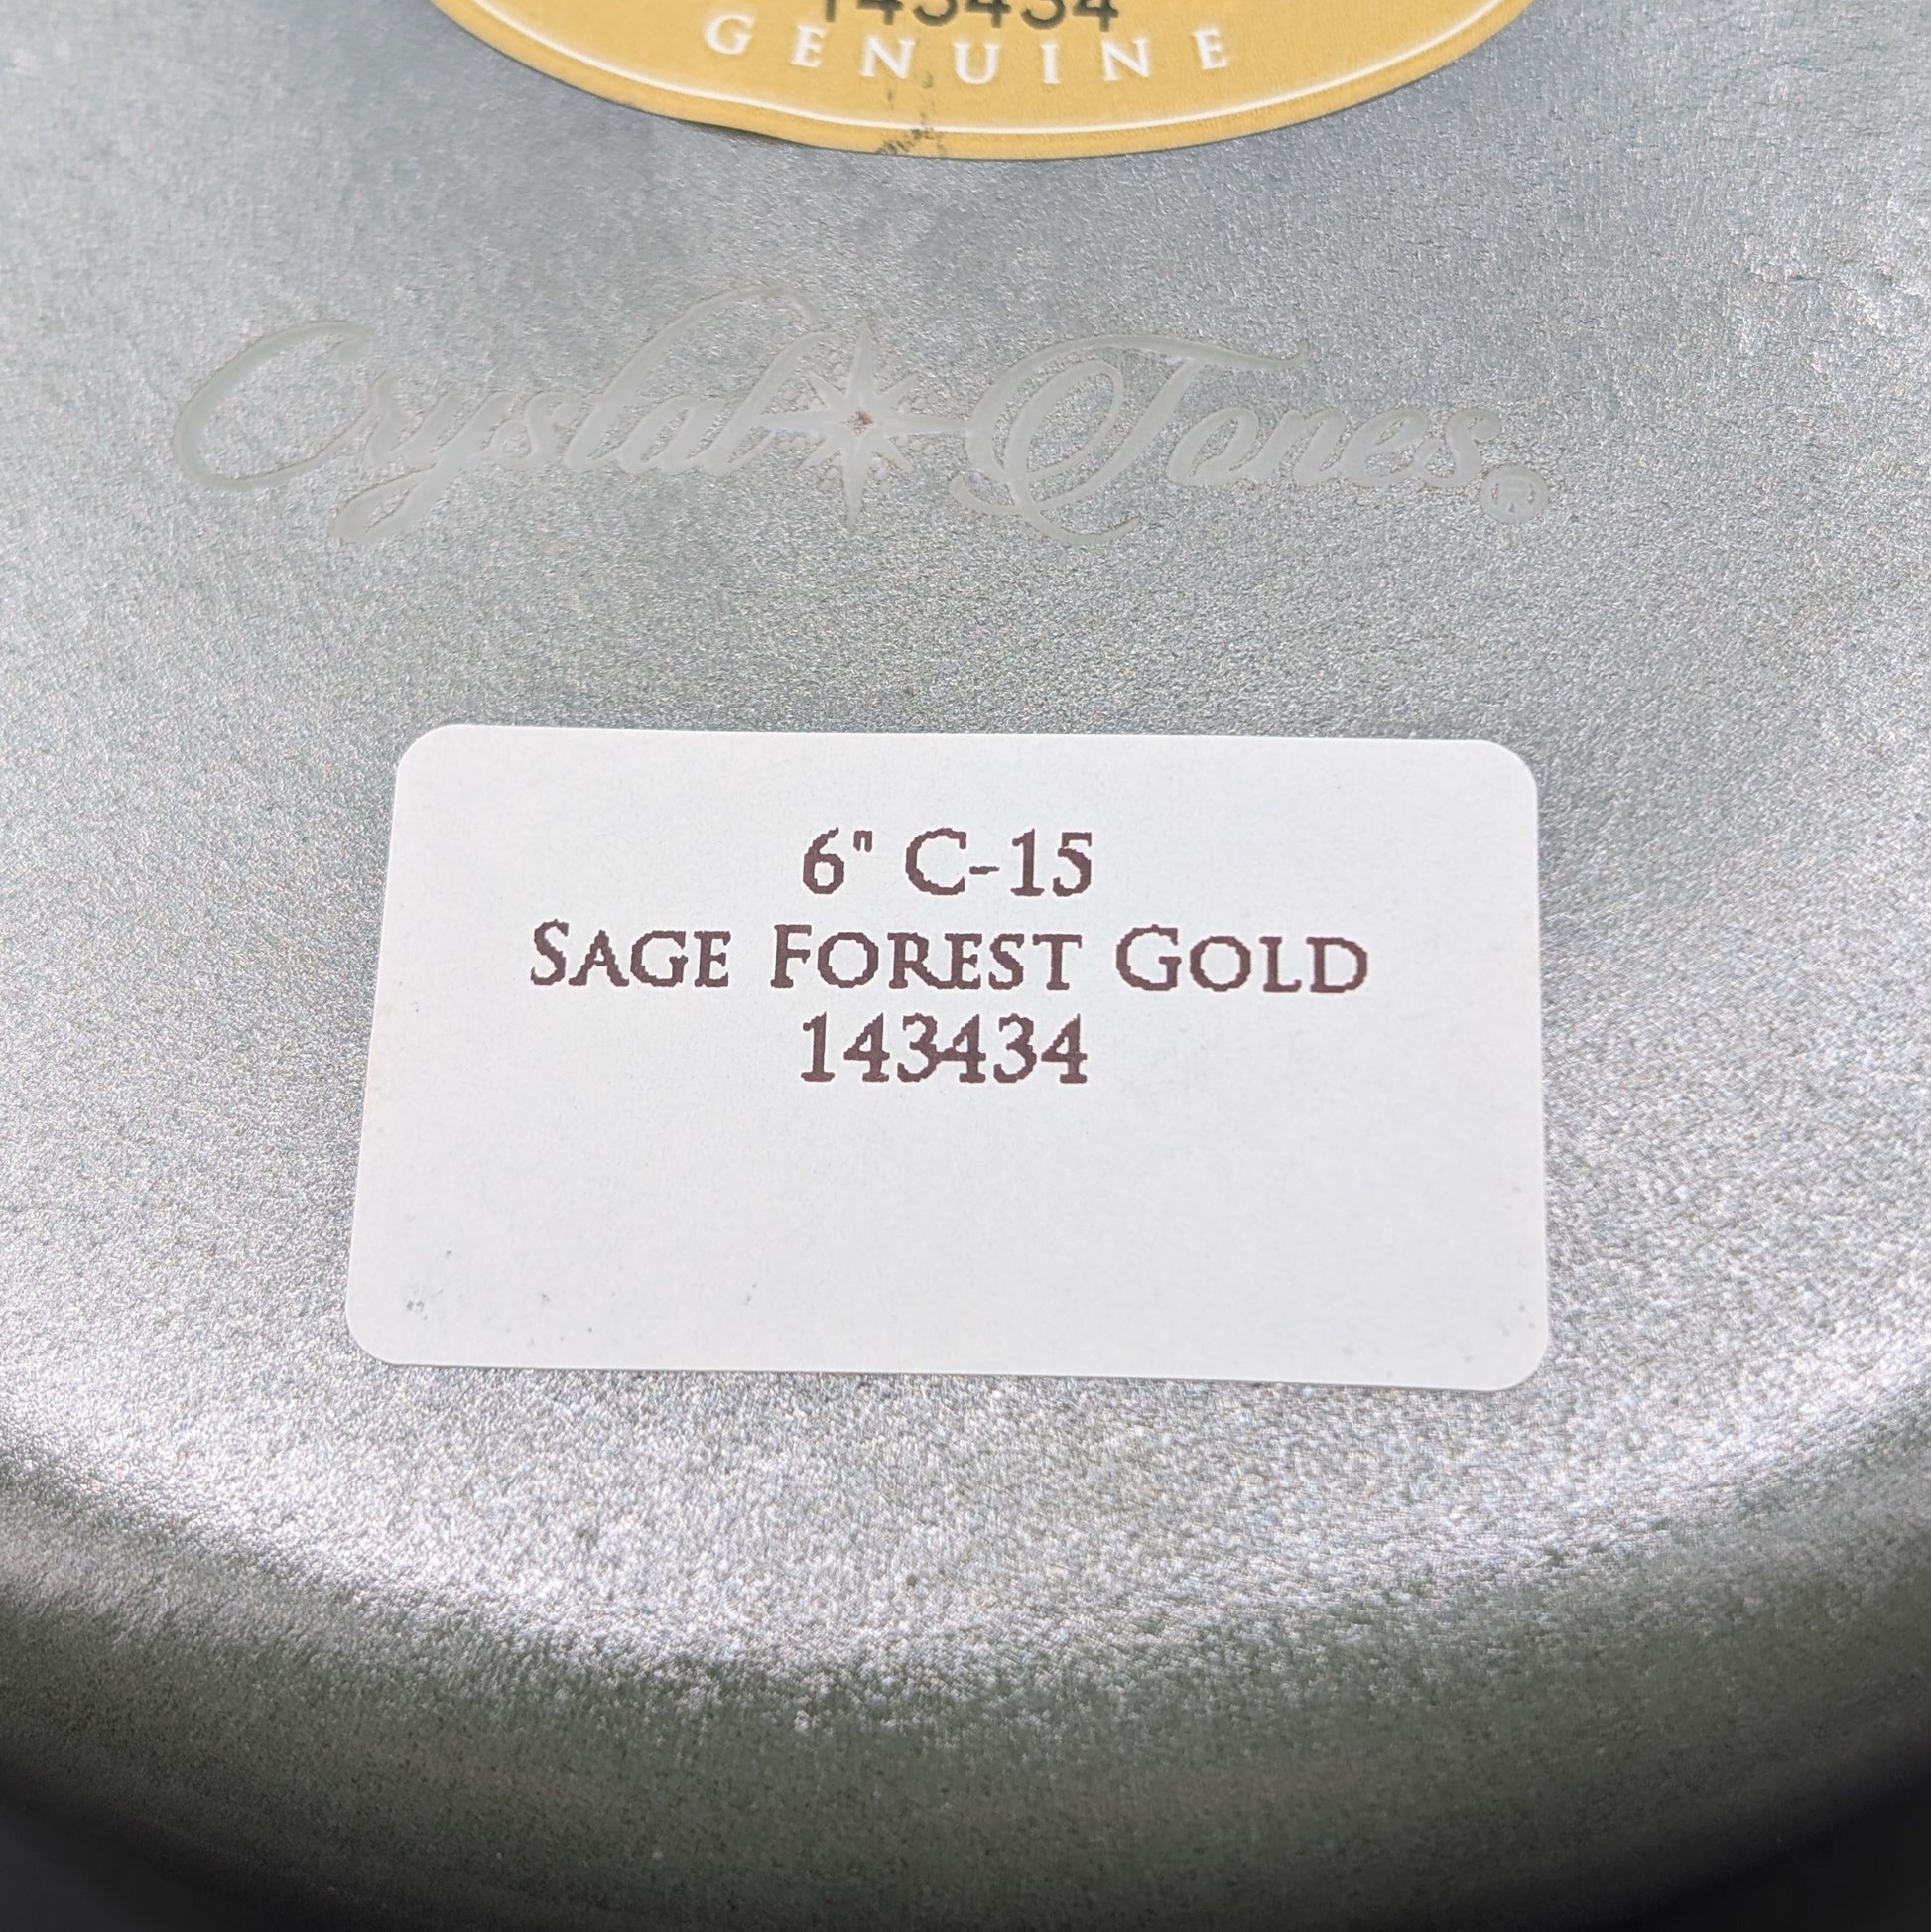 143434
GENUINE
Crystal Tones®
6" C-15
SAGE FOREST GOLD
143434